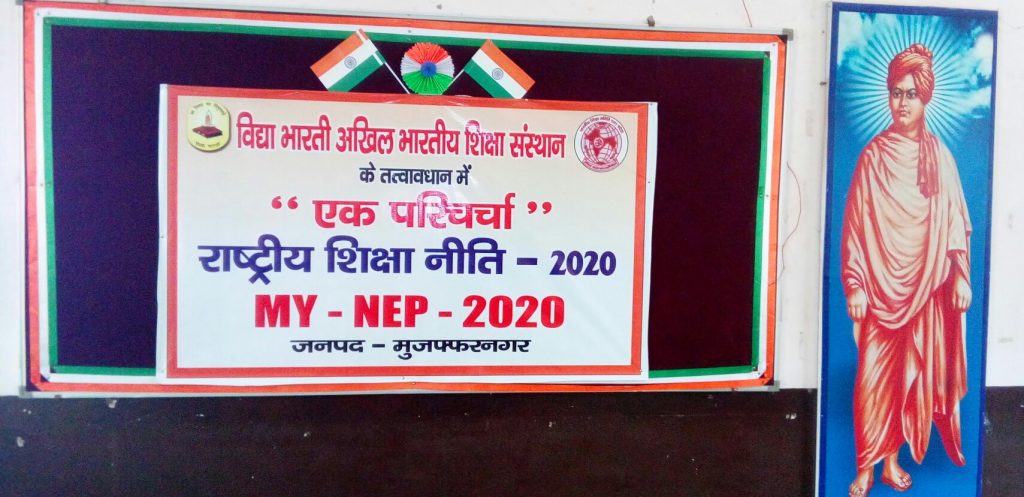 विद्या भारती अखिल भारतीय शिक्षा संस्थान
के तत्वावधान में
“ एक परिचर्चा ”
राष्ट्रीय शिक्षा नीति – 2020
MY - NEP - 2020
जनपद – मुजफ्फरनगर